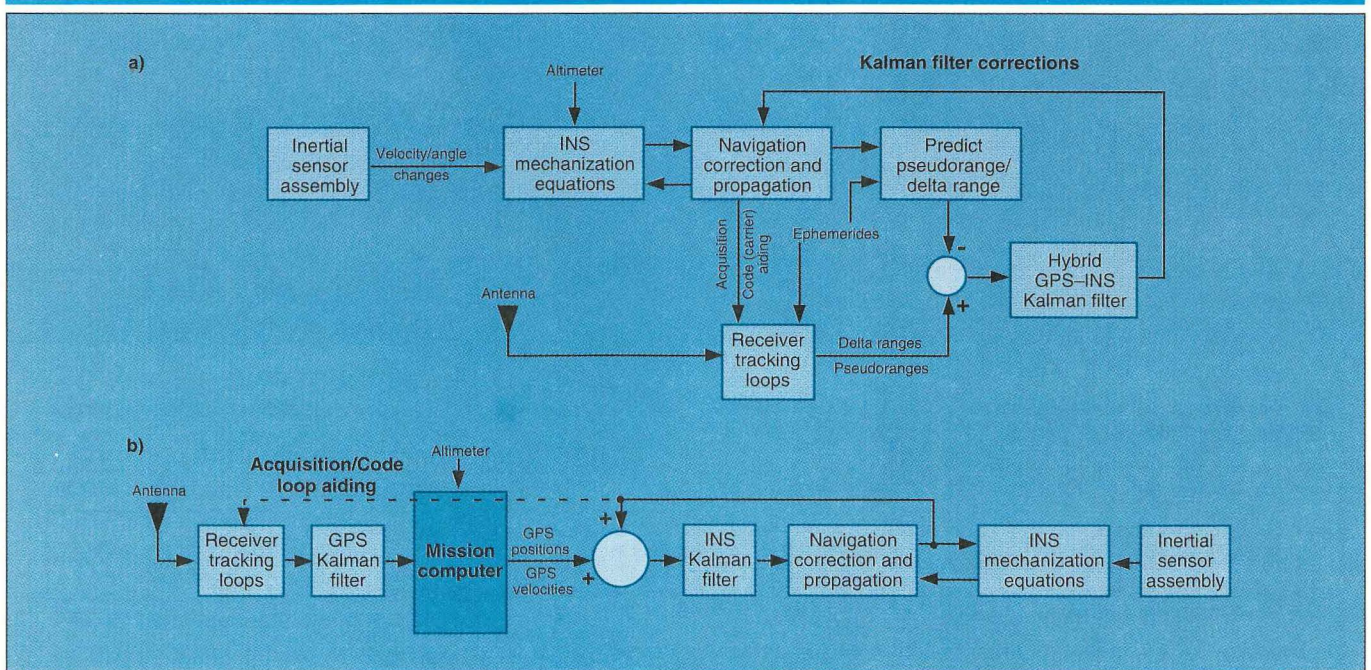 a)
Kalman filter corrections
Altimeter
Inertial
sensor
assembly
Velocity/angle
changes
INS
mechanization
equations
Navigation
correction and
propagation
Predict
pseudorange/
delta range
Acquisition
Code (carrier
aiding
Ephemerides
-
+
Hybrid
GPS–INS
Kalman filter
Antenna
Receiver
tracking
loops
Delta ranges
Pseudoranges
b)
Altimeter
Acquisition/Code
loop aiding
Antenna
Receiver
tracking
loops
GPS
Kalman
filter
Mission
computer
GPS
positions
GPS
velocities
+
+
INS
Kalman
filter
Navigation
correction and
propagation
INS
mechanization
equations
Inertial
sensor
assembly